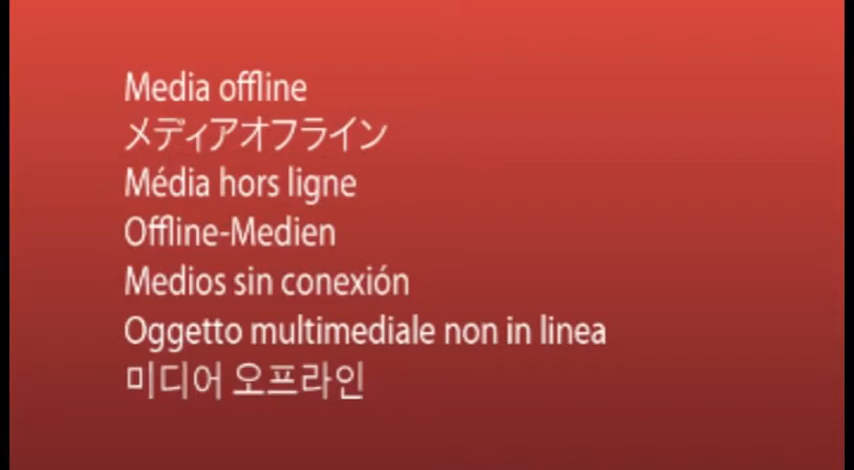 Media offline
メディアオフライン
Média hors ligne
Offline-Medien
Medios sin conexión
Oggetto multimediale non in linea
미디어 오프라인